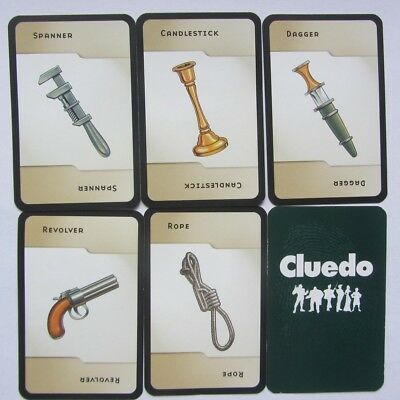 SPANNER
SPANNER
CANDLESTICK
CANDLESTICK
DAGGER
DAGGER
REVOLVER
REVOLVER
ROPE
ROPE
Cluedo